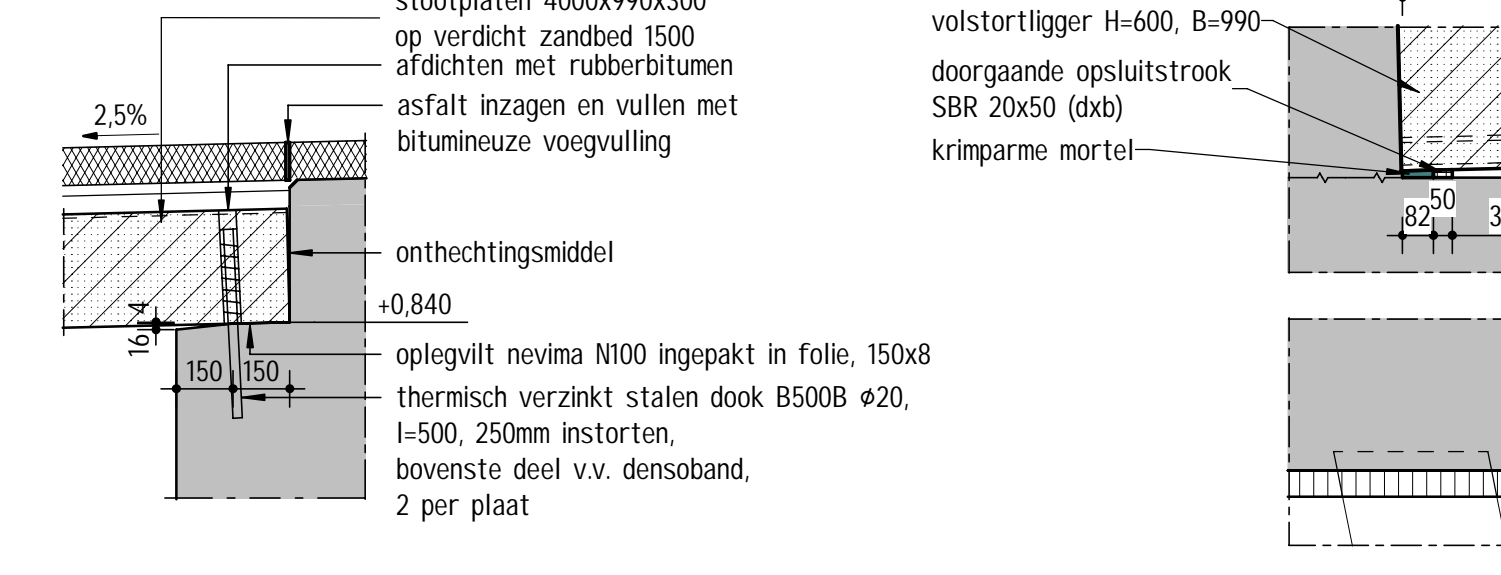 stootplaten 4000x990x300
op verdicht zandbed 1500
afdichten met rubberbitumen
2,5%
asfalt inzagen en vullen met
bitumineuze voegvulling
onthechtingsmiddel
+0,840
4
16
150 150
oplegvilt nevima N100 ingepakt in folie, 150x8
thermisch verzinkt stalen dook B500B ϕ20,
l=500, 250mm instorten,
bovenste deel v.v. densoband,
2 per plaat
volstortligger H=600, B=990
doorgaande opsluitstrook
SBR 20x50 (dxb)
krimparme mortel
82 50